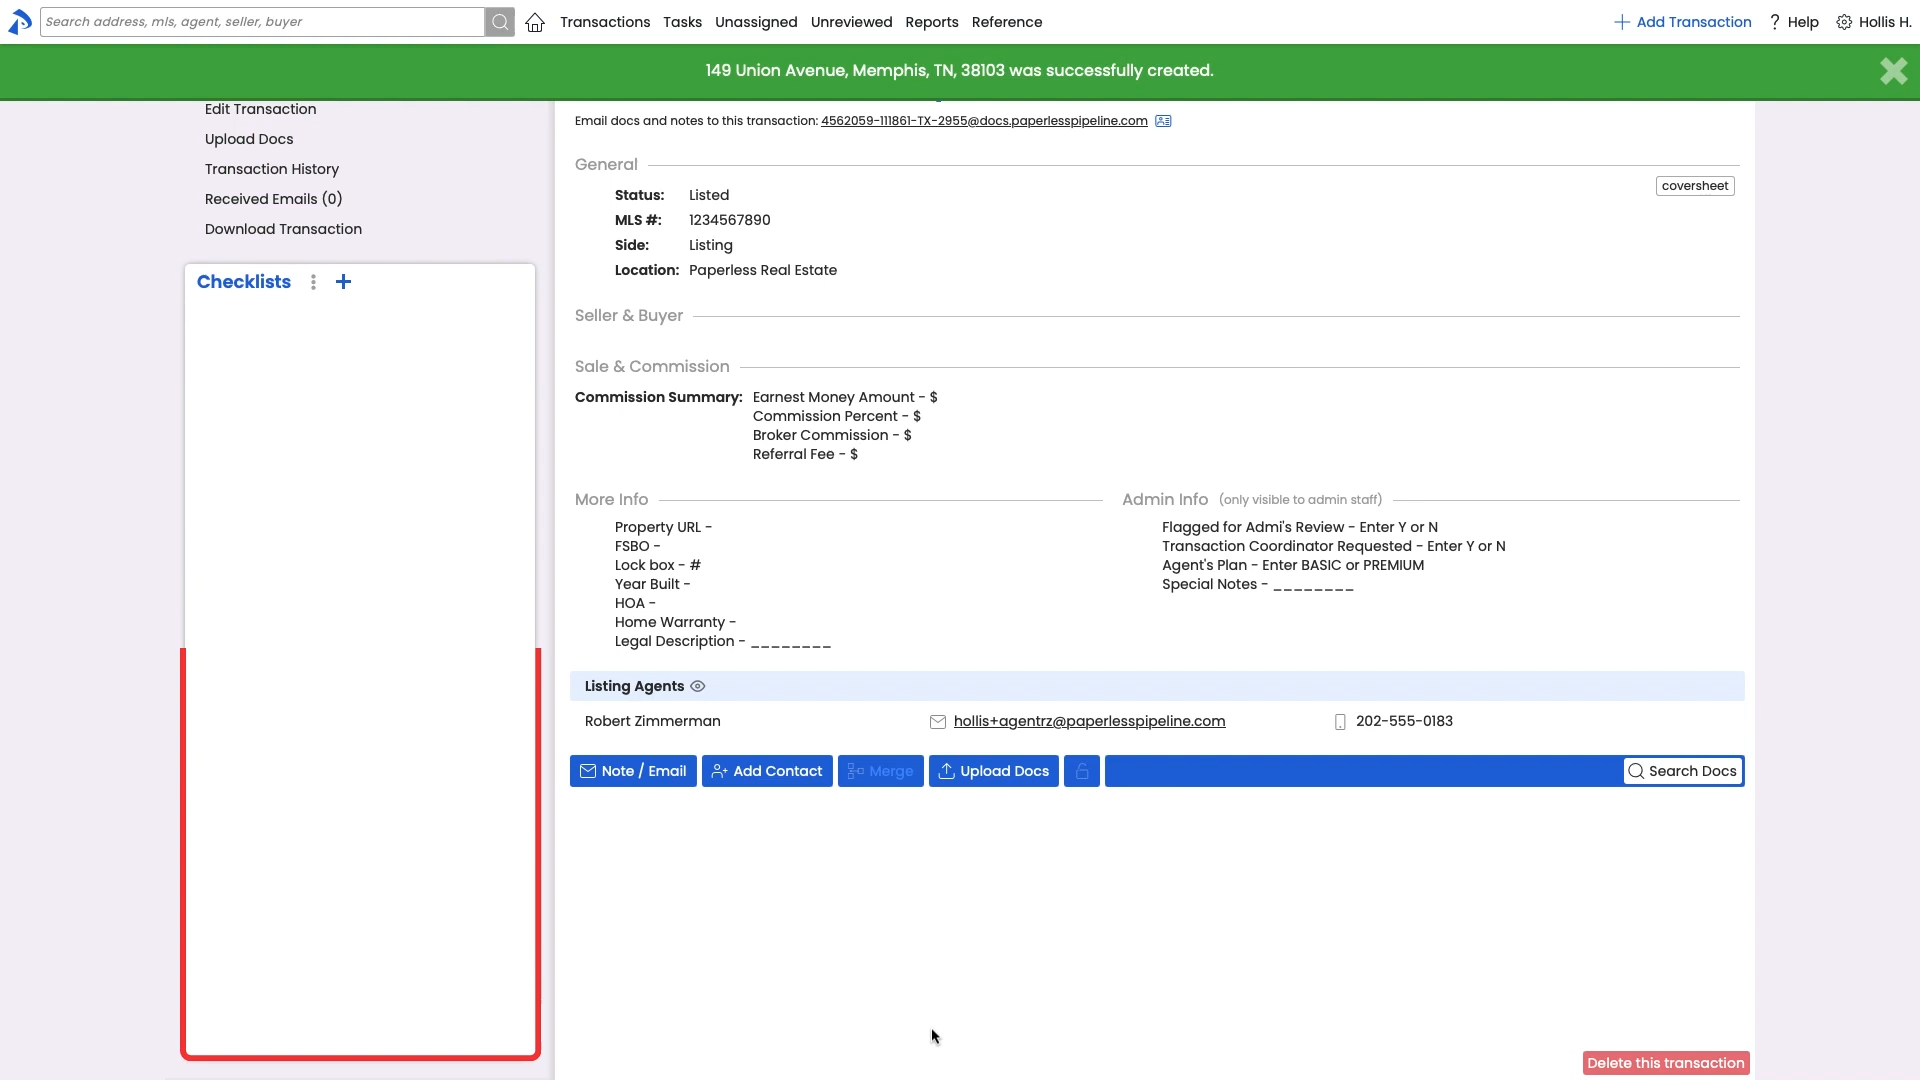 Search address, mls, agent, seller, buyer
Transactions Tasks Unassigned Unreviewed Reports Reference
Add Transaction
? Help
Hollis H.
149 Union Avenue, Memphis, TN, 38103 was successfully created.
Edit Transaction
Upload Docs
Transaction History
Received Emails (0)
Download Transaction
Checklists
Email docs and notes to this transaction: 4562059-111861-TX-2955@docs.paperlesspipeline.com
General
coversheet
Status: Listed
MLS #: 1234567890
Side: Listing
Location: Paperless Real Estate
Seller & Buyer
Sale & Commission
Commission Summary: Earnest Money Amount - $
Commission Percent - $
Broker Commission - $
Referral Fee - $
More Info
Property URL -
FSBO -
Lock box - #
Year Built -
HOA -
Home Warranty -
Legal Description - ________
Admin Info (only visible to admin staff)
Flagged for Admi's Review - Enter Y or N
Transaction Coordinator Requested - Enter Y or N
Agent's Plan - Enter BASIC or PREMIUM
Special Notes - ________
Listing Agents
Robert Zimmerman hollis+agentrz@paperlesspipeline.com 202-555-0183
Note / Email Add Contact Merge Upload Docs Search Docs
Delete this transaction